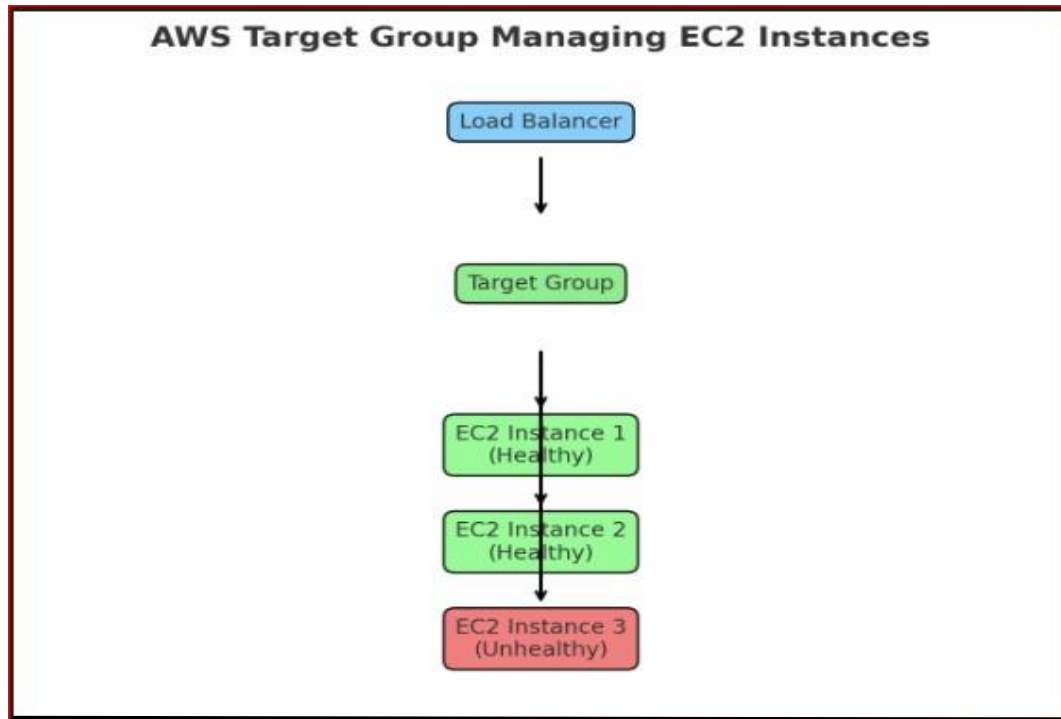 AWS Target Group Managing EC2 Instances
Load Balancer
Target Group
EC2 Instance 1
(Healthy)
EC2 Instance 2
(Healthy)
EC2 Instance 3
(Unhealthy)